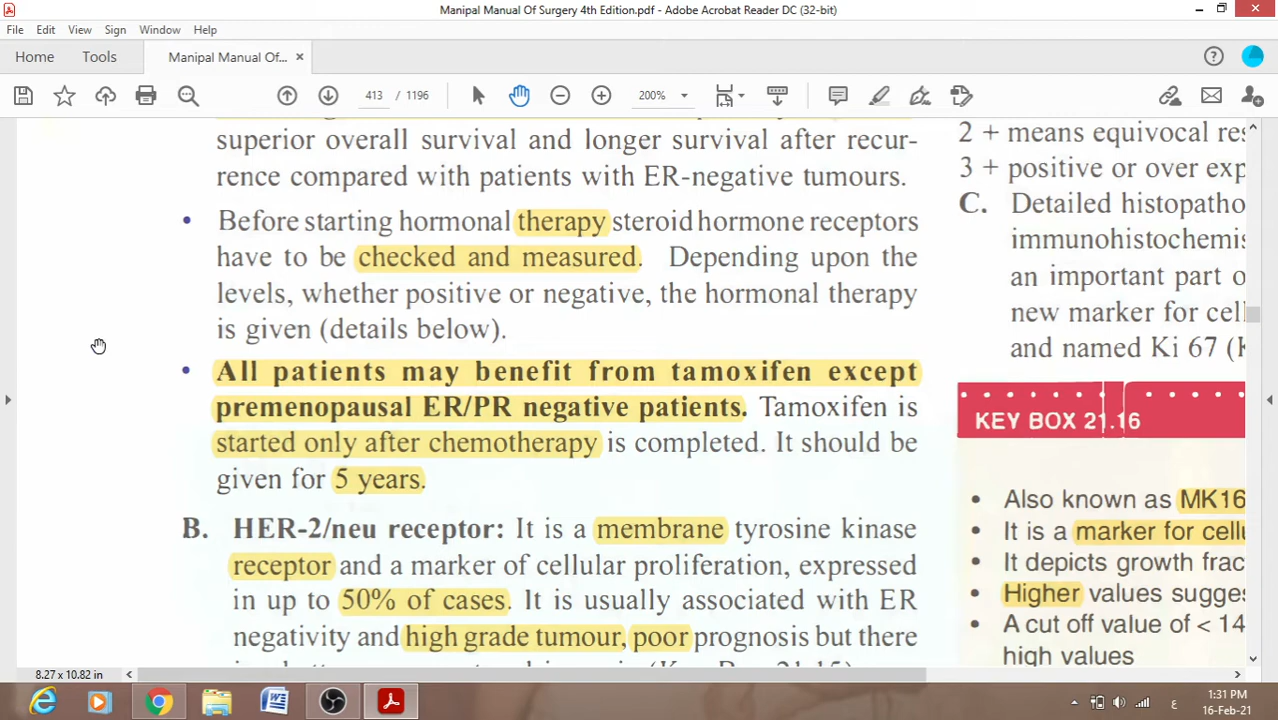 Manipal Manual Of Surgery 4th Edition.pdf - Adobe Acrobat Reader DC (32-bit)
File Edit View Sign Window Help
Home Tools Manipal Manual Of... ×
413 / 1196 200%
superior overall survival and longer survival after recur-
rence compared with patients with ER-negative tumours.
• Before starting hormonal therapy steroid hormone receptors
have to be checked and measured. Depending upon the
levels, whether positive or negative, the hormonal therapy
is given (details below).
• All patients may benefit from tamoxifen except
premenopausal ER/PR negative patients. Tamoxifen is
started only after chemotherapy is completed. It should be
given for 5 years.
B. HER-2/neu receptor: It is a membrane tyrosine kinase
receptor and a marker of cellular proliferation, expressed
in up to 50% of cases. It is usually associated with ER
negativity and high grade tumour, poor prognosis but there
2 + means equivocal res
3 + positive or over exp
C. Detailed histopatho
immunohistochemis
an important part o
new marker for cell
and named Ki 67 (K
KEY BOX 21.16
• Also known as MK16
• It is a marker for cellu
• It depicts growth frac
• Higher values sugges
• A cut off value of < 14
high values
8.27 x 10.82 in
ع
1:31 PM
16-Feb-21